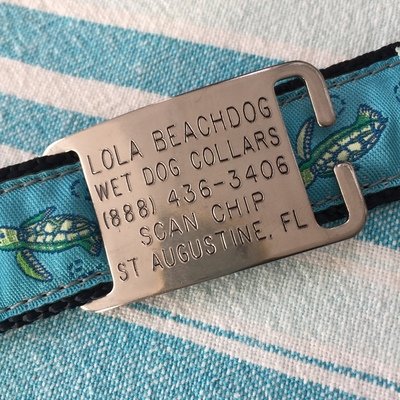 LOLA BEACHDOG
WET DOG COLLARS
(888) 436-3406
SCAN CHIP
ST AUGUSTINE, FL